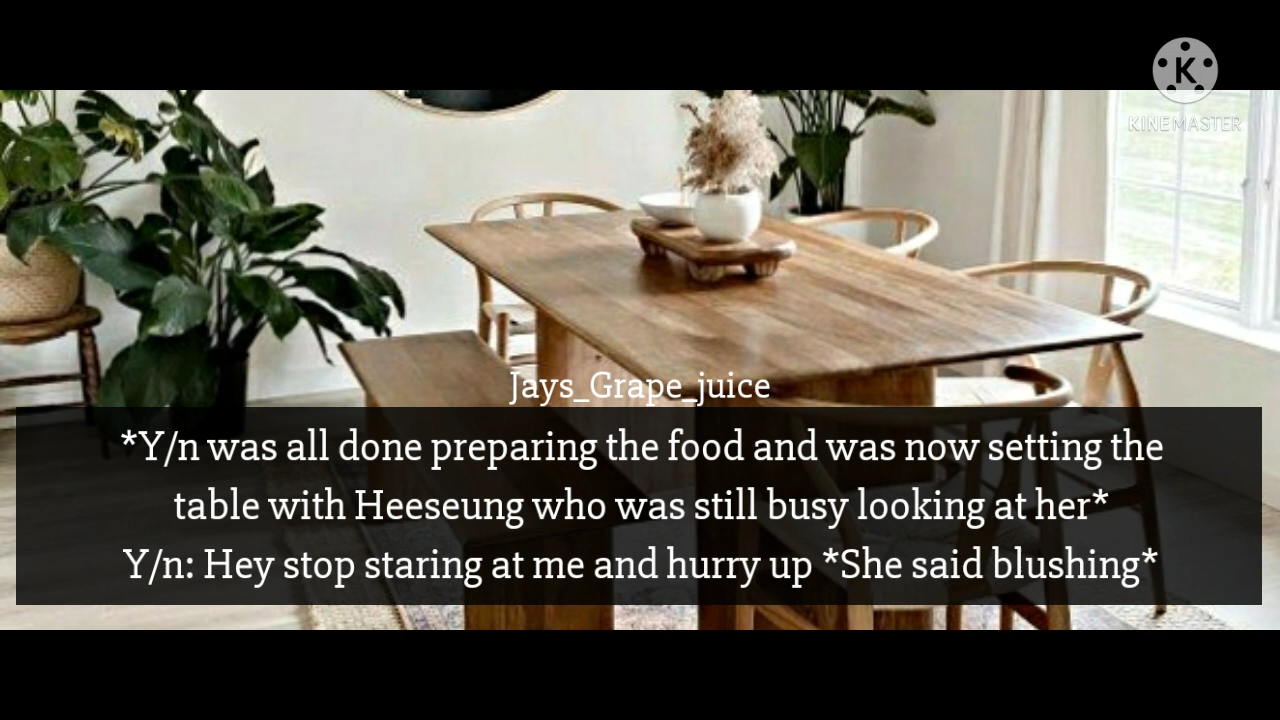 KINEMASTER
Jays_Grape_juice
*Y/n was all done preparing the food and was now setting the
table with Heeseung who was still busy looking at her*
Y/n: Hey stop staring at me and hurry up *She said blushing*